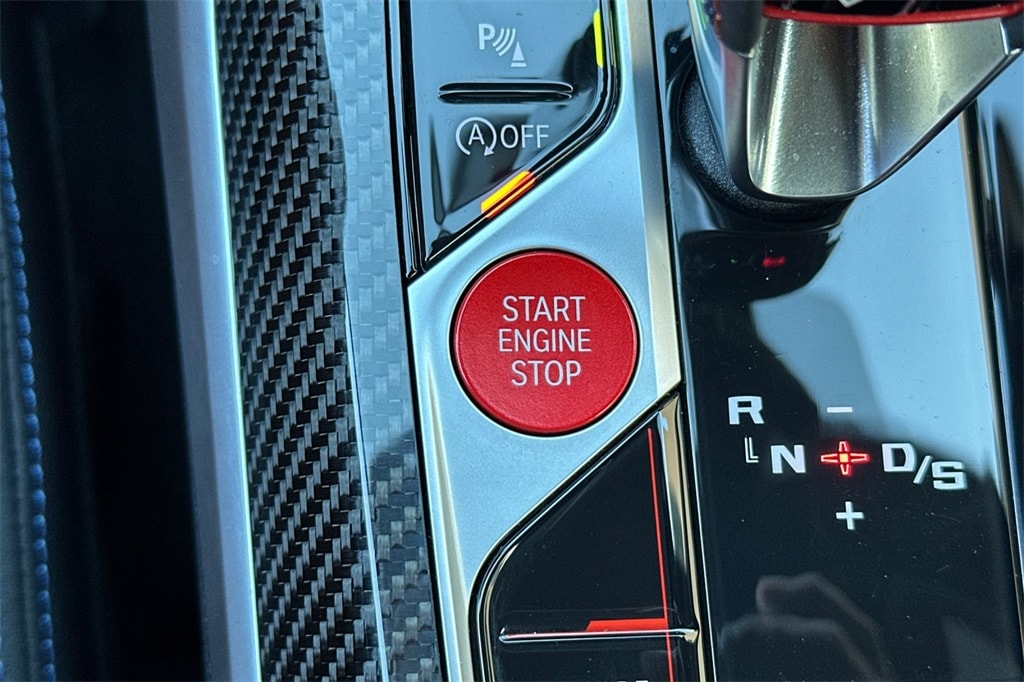 P
A OFF
START
ENGINE
STOP
R −
N D/S
+